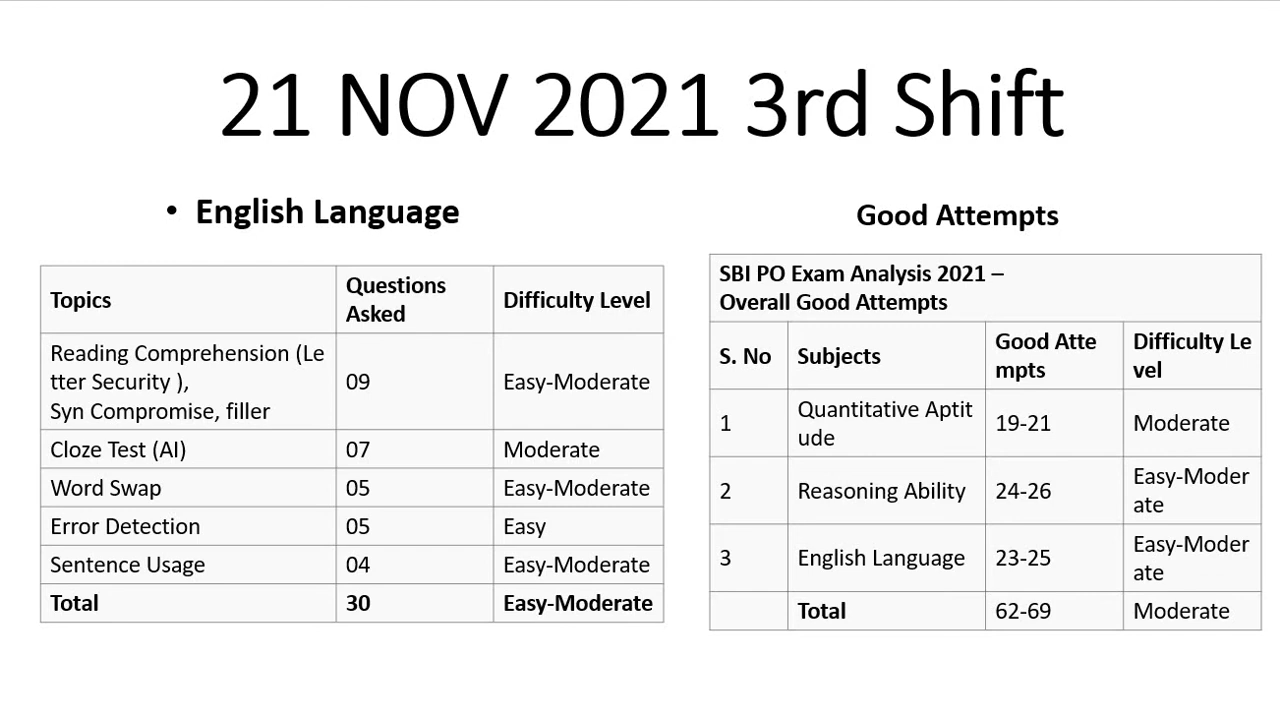 21 NOV 2021 3rd Shift
• English Language
Topics
Questions
Asked
Difficulty Level
Reading Comprehension (Le
tter Security ),
Syn Compromise, filler
09
Easy-Moderate
Cloze Test (AI)
07
Moderate
Word Swap
05
Easy-Moderate
Error Detection
05
Easy
Sentence Usage
04
Easy-Moderate
Total
30
Easy-Moderate
Good Attempts
SBI PO Exam Analysis 2021 –
Overall Good Attempts
S. No
Subjects
Good Atte
mpts
Difficulty Le
vel
1
Quantitative Aptit
ude
19-21
Moderate
2
Reasoning Ability
24-26
Easy-Moder
ate
3
English Language
23-25
Easy-Moder
ate
Total
62-69
Moderate